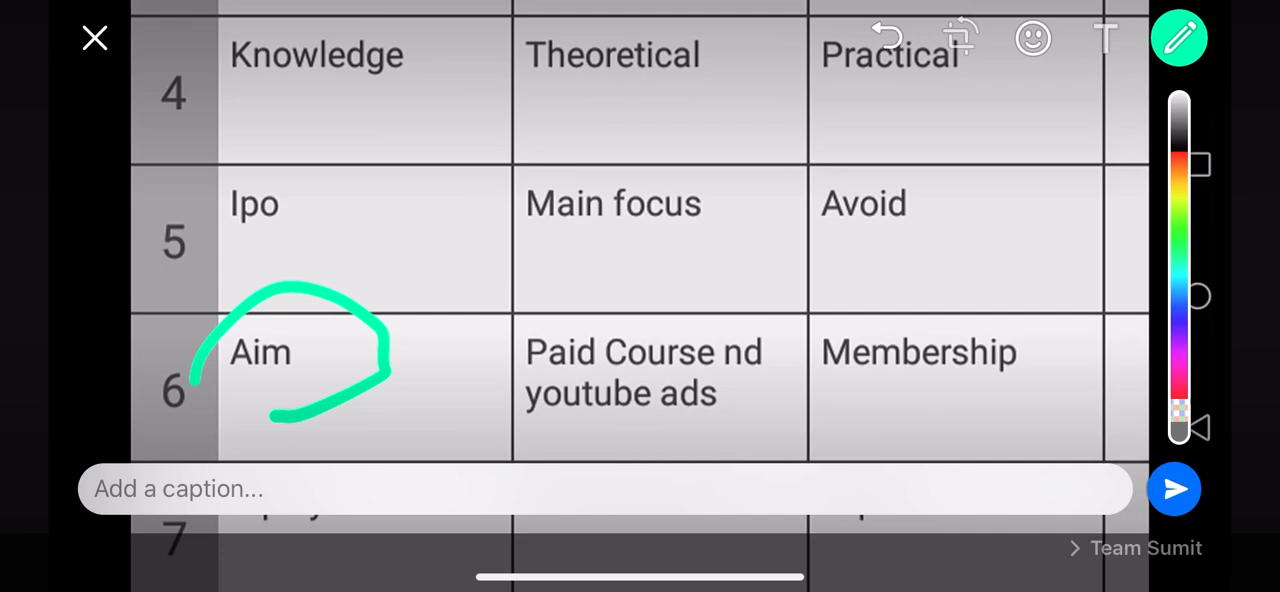 4 Knowledge Theoretical Practical
5 Ipo Main focus Avoid
6 Aim Paid Course nd
youtube ads Membership
Add a caption...
7
Team Sumit
T